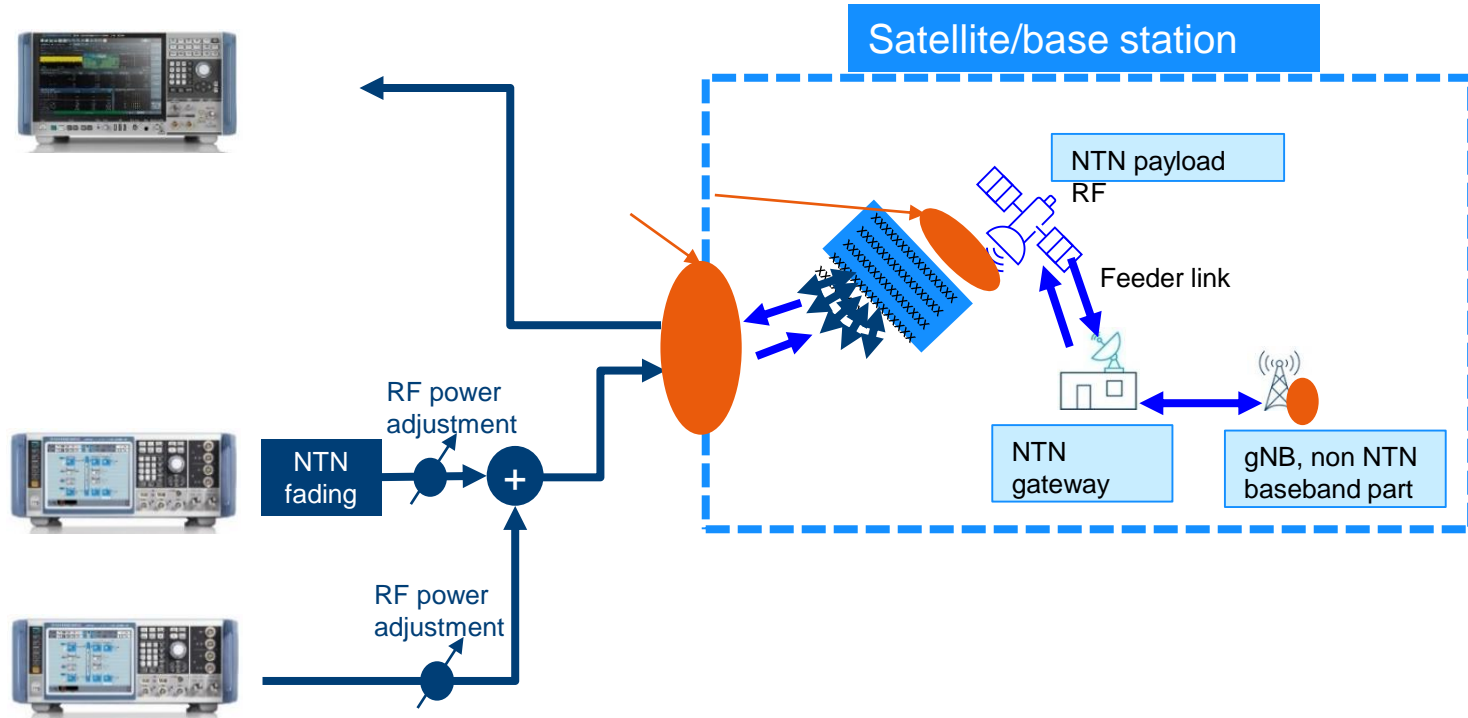 Satellite/base station
NTN payload
RF
XXXXXXXXXXXXXX
Feeder link
RF power
adjustment
NTN
fading
+
NTN
gateway
gNB, non NTN
baseband part
RF power
adjustment